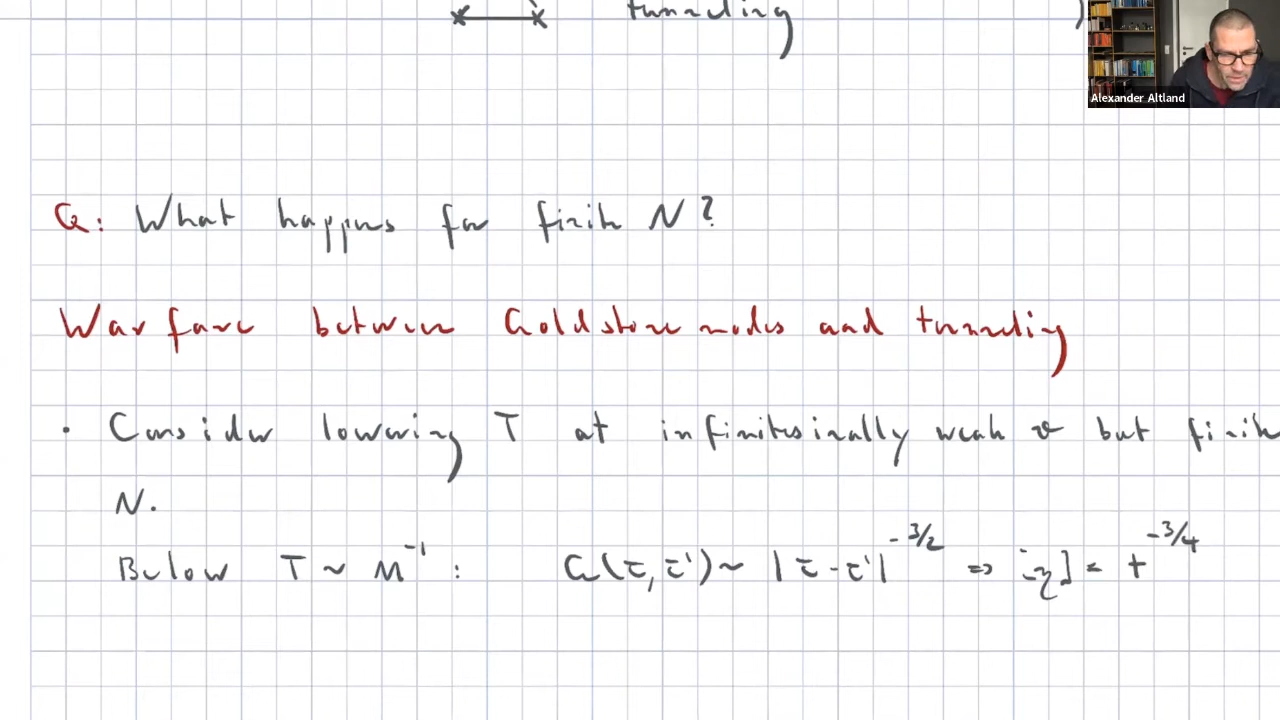 tunneling
Alexander Altland
Q: What happens for finite N?
Warfare between Goldstone modes and tunneling
• Consider lowering T at infinitesimally weak v but finite
N.
Below T ~ M⁻¹ : G(τ,τ') ~ |τ-τ'|^{-3/2} ⇒ [η] = t^{-3/4}